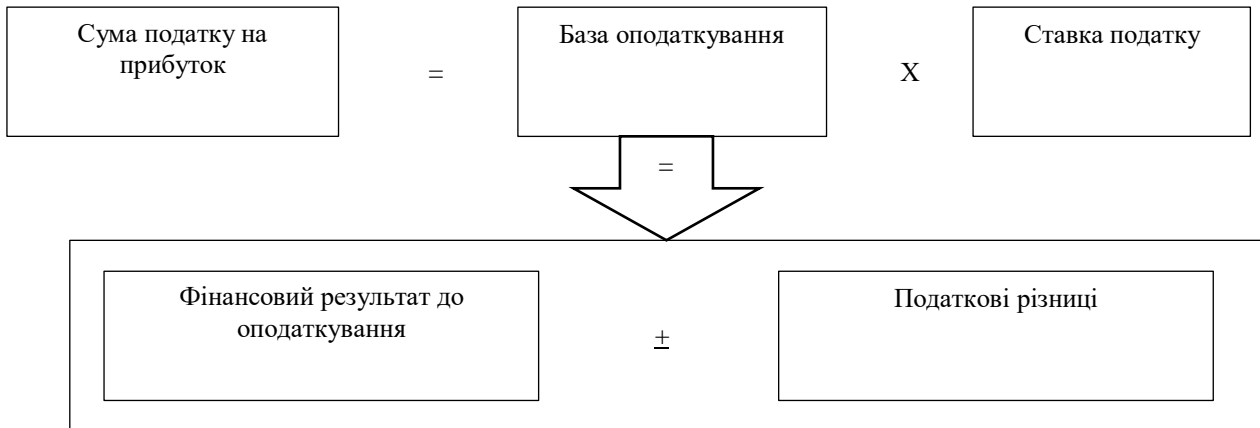 Сума податку на
прибуток
=
База оподаткування
Х
Ставка податку
=
Фінансовий результат до
оподаткування
±
Податкові різниці